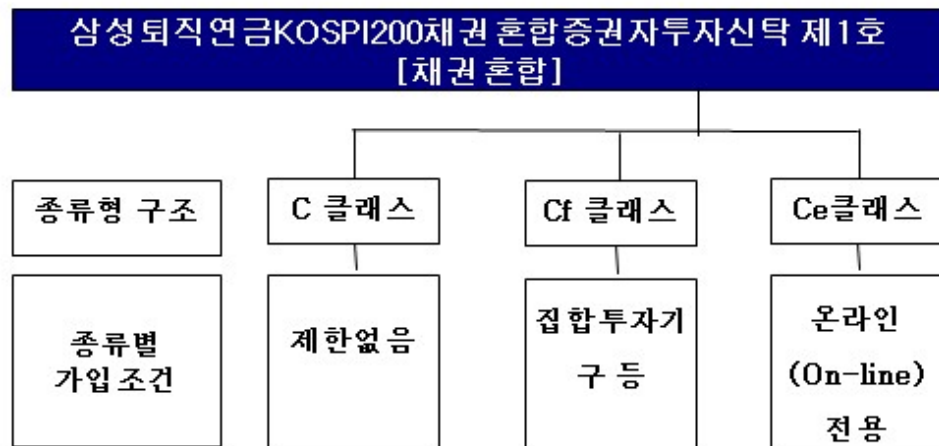 삼성퇴직연금KOSPI200채권혼합증권자투자신탁 제1호
[채권혼합]
종류형 구조
C 클래스
Cf 클래스
Ce클래스
종류별
가입조건
제한없음
집합투자기
구 등
온라인
(On-line)
전용